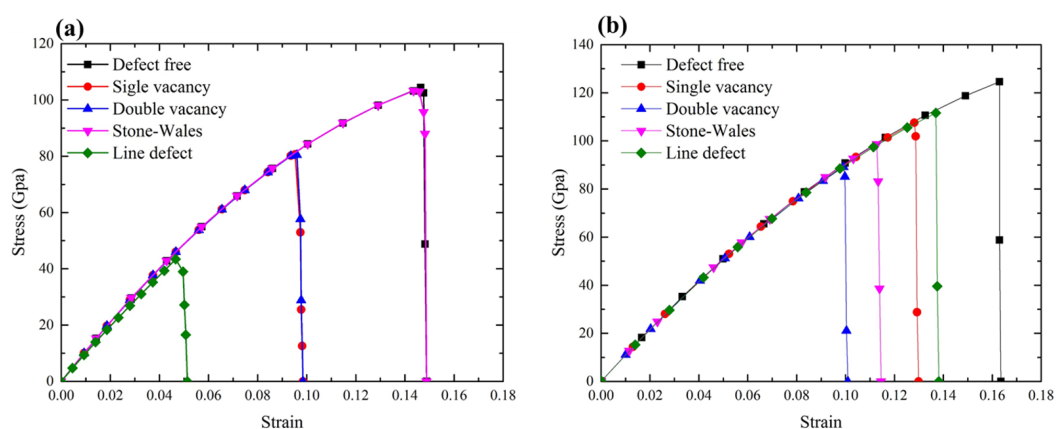 (a)
120
100
80
60
40
20
0
Stress (Gpa)
Defect free
Sigle vacancy
Double vacancy
Stone-Wales
Line defect
0.00 0.02 0.04 0.06 0.08 0.10 0.12 0.14 0.16 0.18
Strain
(b)
140
120
100
80
60
40
20
0
Stress (Gpa)
Defect free
Single vacancy
Double vacancy
Stone-Wales
Line defect
0.00 0.02 0.04 0.06 0.08 0.10 0.12 0.14 0.16 0.18
Strain